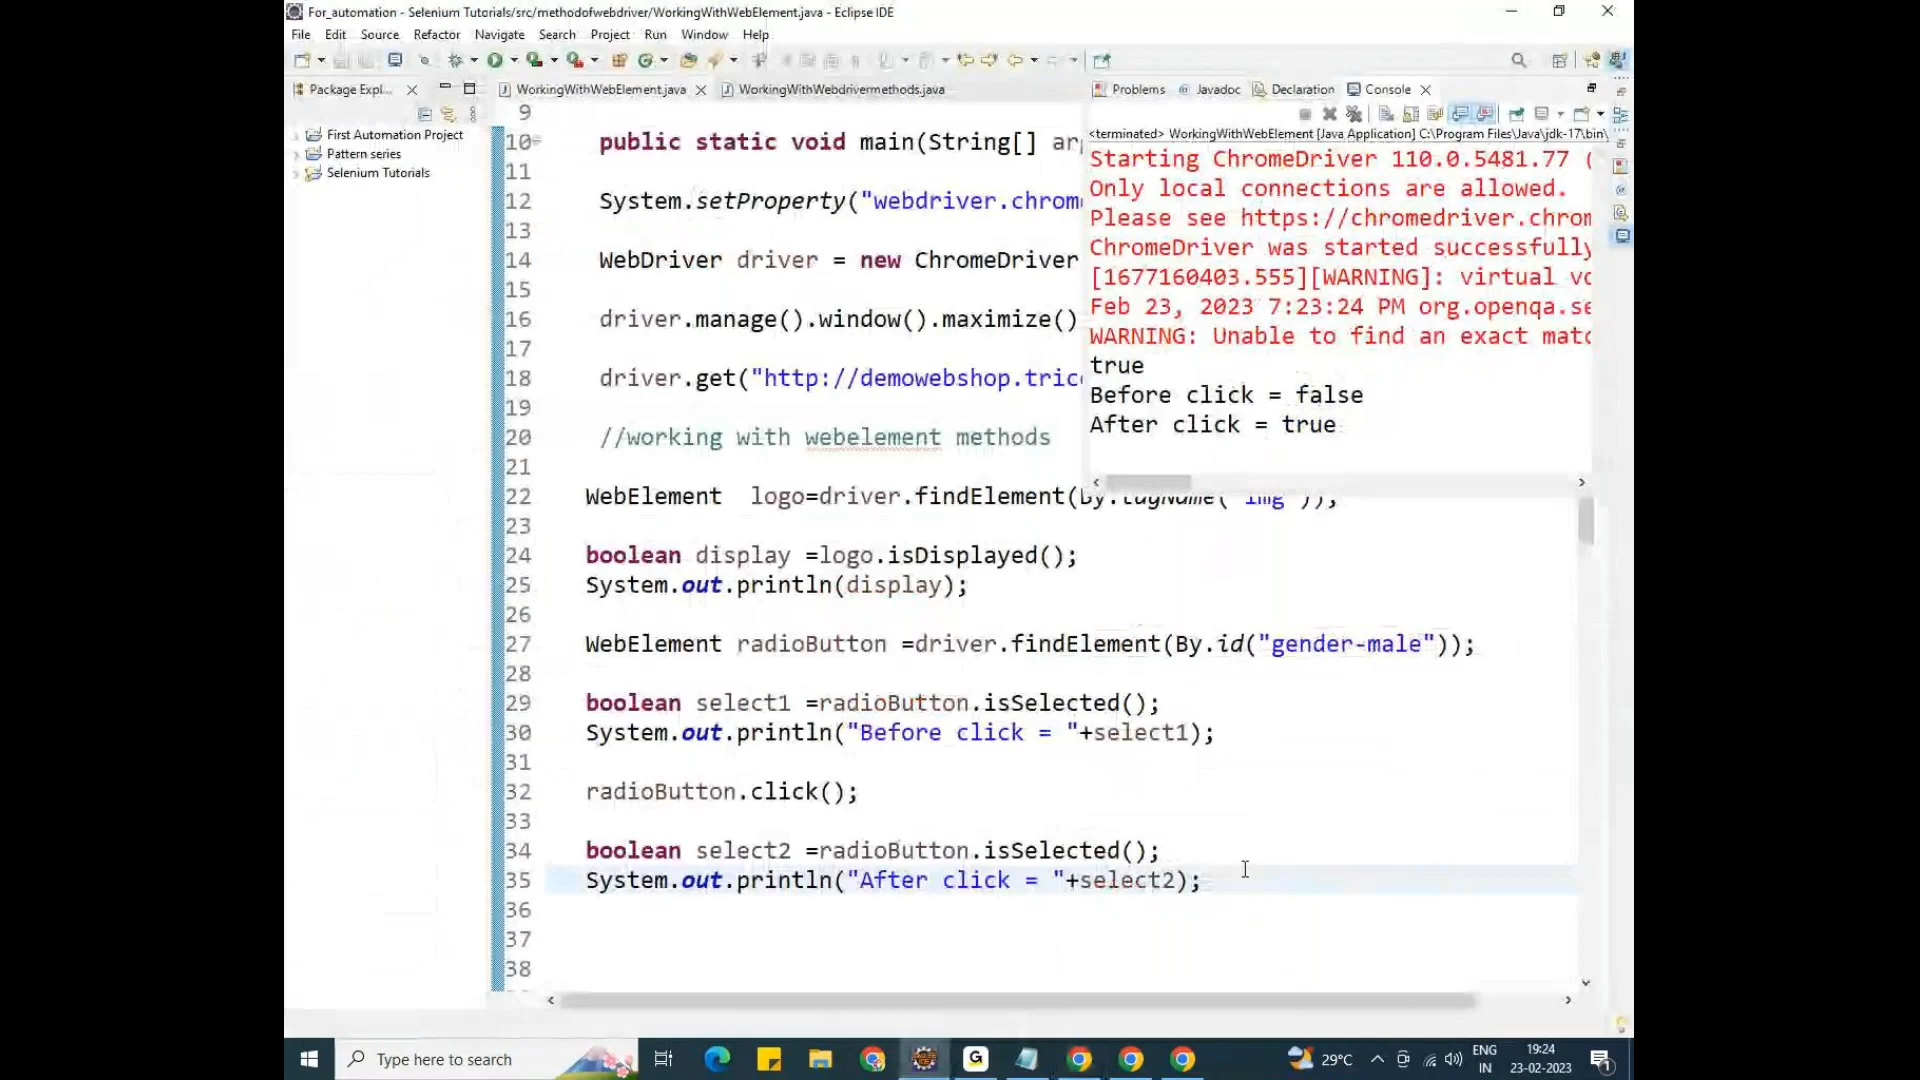 For_automation - Selenium Tutorials/src/methodofwebdriver/WorkingWithWebElement.java - Eclipse IDE
File Edit Source Refactor Navigate Search Project Run Window Help
Package Expl...
WorkingWithWebElement.java
WorkingWithWebdrivermethods.java
Problems Javadoc Declaration Console
First Automation Project
Pattern series
Selenium Tutorials
<terminated> WorkingWithWebElement [Java Application] C:\Program Files\Java\jdk-17\bin\
Starting ChromeDriver 110.0.5481.77 (
Only local connections are allowed.
Please see https://chromedriver.chrom
ChromeDriver was started successfully
[1677160403.555][WARNING]: virtual vo
Feb 23, 2023 7:23:24 PM org.openqa.se
WARNING: Unable to find an exact matc
true
Before click = false
After click = true
9
10 public static void main(String[] ar
11
12 System.setProperty("webdriver.chrom
13
14 WebDriver driver = new ChromeDriver
15
16 driver.manage().window().maximize()
17
18 driver.get("http://demowebshop.tric
19
20 //working with webelement methods
21
22 WebElement logo=driver.findElement(By.tagName("img"));
23
24 boolean display =logo.isDisplayed();
25 System.out.println(display);
26
27 WebElement radioButton =driver.findElement(By.id("gender-male"));
28
29 boolean select1 =radioButton.isSelected();
30 System.out.println("Before click = "+select1);
31
32 radioButton.click();
33
34 boolean select2 =radioButton.isSelected();
35 System.out.println("After click = "+select2);
36
37
38
Type here to search
29°C
ENG
IN
19:24
23-02-2023
1